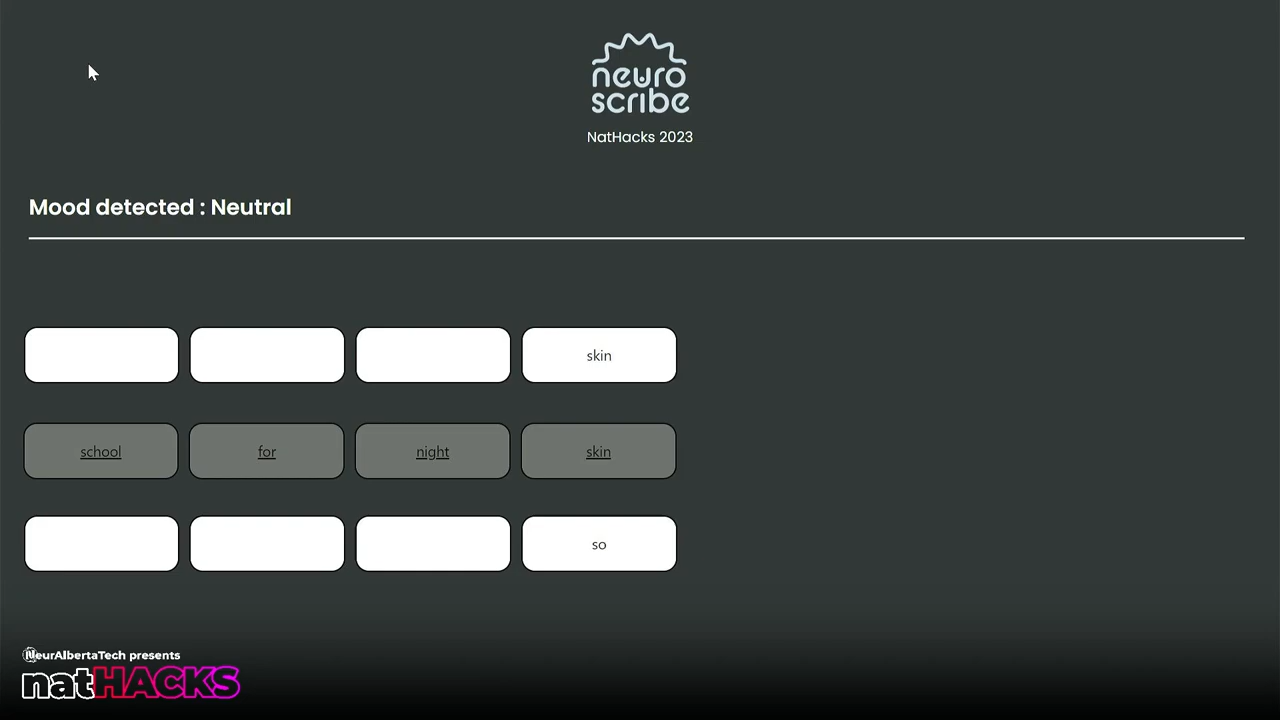 neuro
scribe
NatHacks 2023
Mood detected : Neutral
skin
school for night skin
so
NeurAlbertaTech presents
natHACKS